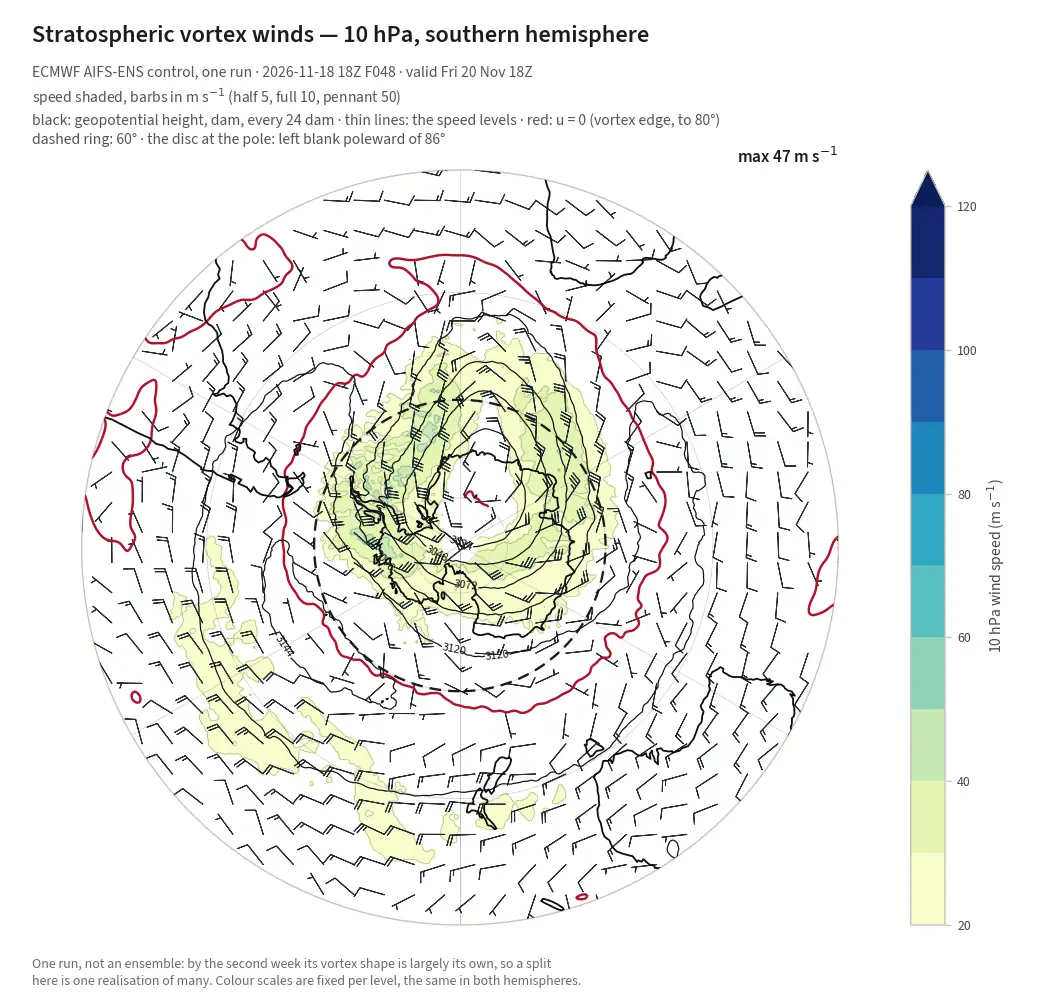 Stratospheric vortex winds — 10 hPa, southern hemisphere
ECMWF AIFS-ENS control, one run · 2026-11-18 18Z F048 · valid Fri 20 Nov 18Z
speed shaded, barbs in m s⁻¹ (half 5, full 10, pennant 50)
black: geopotential height, dam, every 24 dam · thin lines: the speed levels · red: u = 0 (vortex edge, to 80°)
dashed ring: 60° · the disc at the pole: left blank poleward of 86°
max 47 m s⁻¹
120
100
80
60
40
20
10 hPa wind speed (m s⁻¹)
3072
3144
3120
3120
One run, not an ensemble: by the second week its vortex shape is largely its own, so a split
here is one realisation of many. Colour scales are fixed per level, the same in both hemispheres.